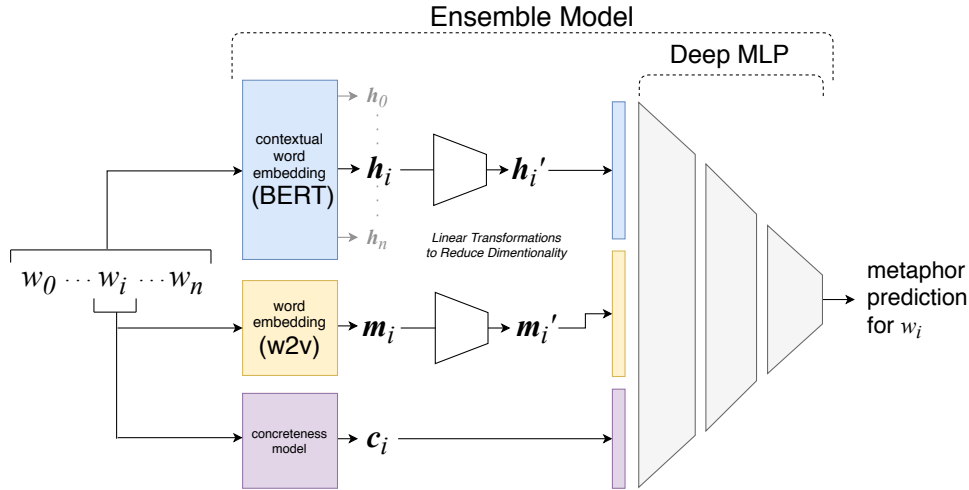 Ensemble Model
Deep MLP
contextual
word
embedding
(BERT)
h₀
hᵢ
hₙ
hᵢ'
Linear Transformations
to Reduce Dimentionality
w₀ ··· wᵢ ··· wₙ
word
embedding
(w2v)
mᵢ
mᵢ'
concreteness
model
cᵢ
metaphor
prediction
for wᵢ